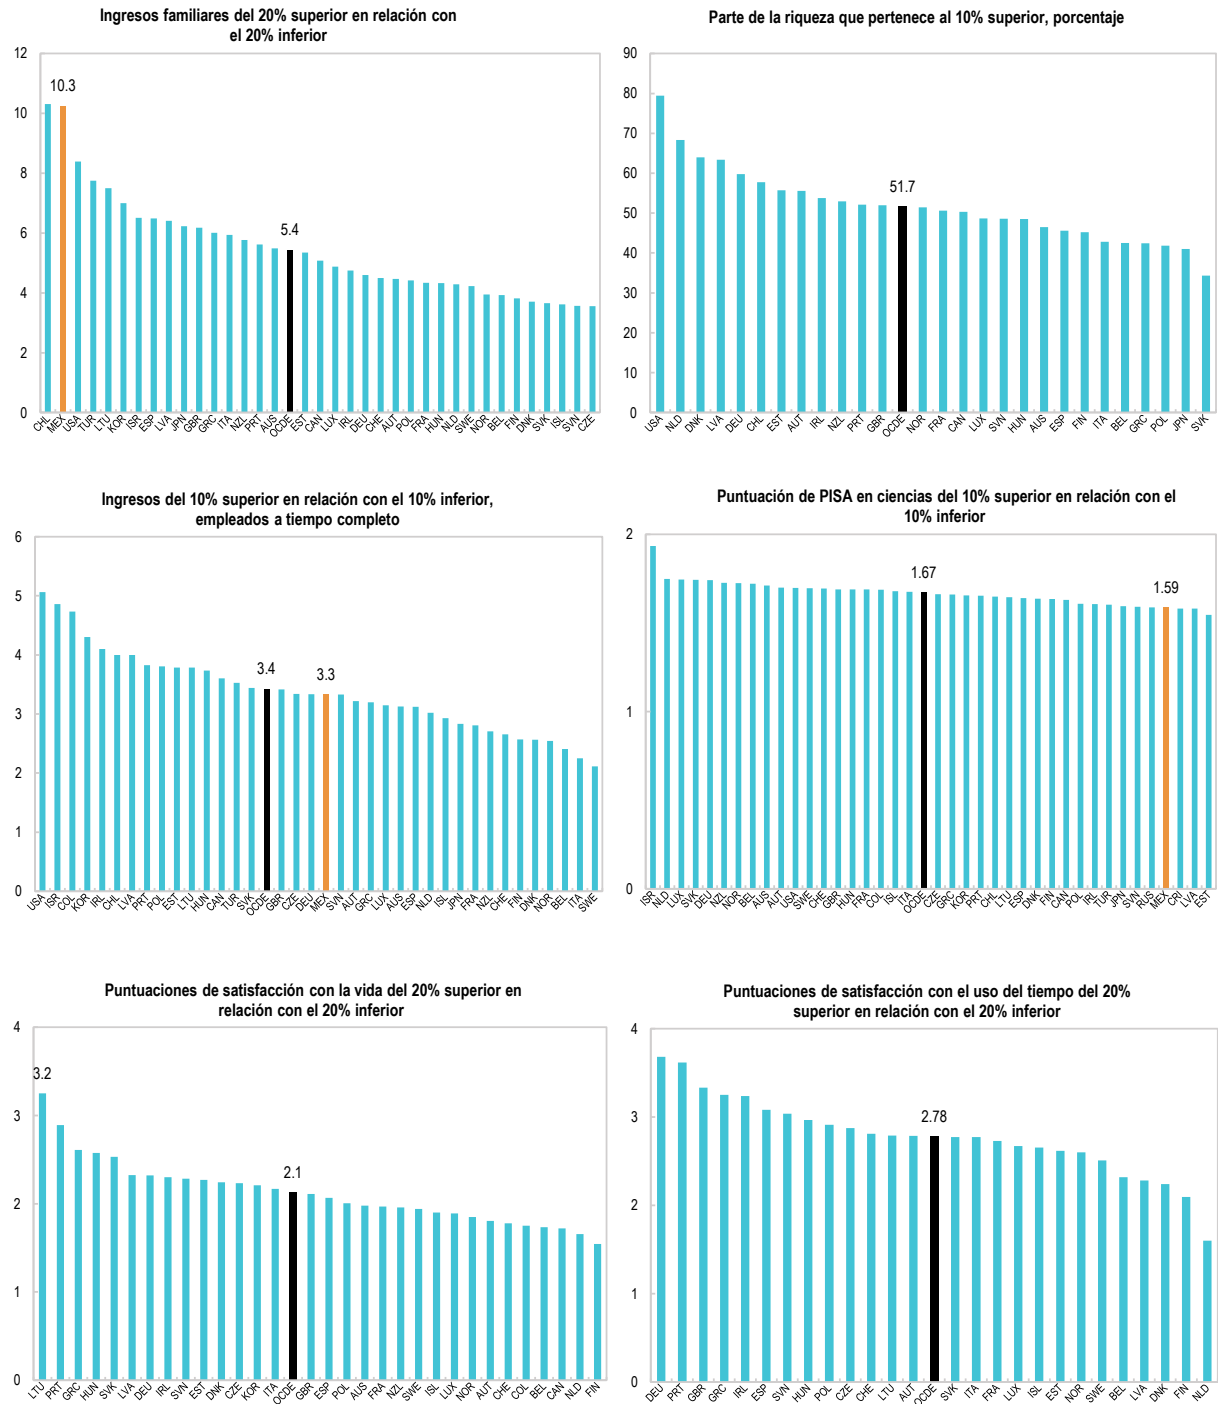 Ingresos familiares del 20% superior en relación con
el 20% inferior
12
10
8
6
4
2
0
10.3
5.4
CHL MEX USA TUR LTU KOR ISR ESP LVA JPN GBR GRC ITA NZL PRT AUS OCDE EST CAN LUX IRL DEU CHE AUT POL FRA HUN NLD SWE NOR BEL FIN DNK SVK ISL SVN CZE
Parte de la riqueza que pertenece al 10% superior, porcentaje
90
80
70
60
50
40
30
20
10
0
51.7
USA NLD DNK LVA DEU CHL EST AUT IRL NZL PRT GBR OCDE NOR FRA CAN LUX SVN HUN AUS ESP FIN ITA BEL GRC POL JPN SVK
Ingresos del 10% superior en relación con el 10% inferior,
empleados a tiempo completo
6
5
4
3
2
1
0
3.4
3.3
USA ISR COL KOR IRL CHL LVA PRT POL EST LTU HUN CAN TUR SVK OCDE GBR CZE DEU MEX SVN AUT GRC LUX AUS ESP NLD ISL JPN FRA NZL CHE FIN DNK NOR BEL ITA SWE
Puntuación de PISA en ciencias del 10% superior en relación con el
10% inferior
2
1
0
1.67
1.59
ISR NLD LUX SVK DEU NZL NOR BEL AUS AUT USA SWE CHE GBR HUN FRA COL ISL ITA OCDE CZE GRC KOR PRT CHL LTU ESP DNK FIN CAN POL IRL TUR JPN SVN RUS MEX CRI LVA EST
Puntuaciones de satisfacción con la vida del 20% superior en
relación con el 20% inferior
4
3
2
1
0
3.2
2.1
LTU PRT GRC HUN SVK LVA DEU IRL SVN EST DNK CZE KOR ITA OCDE GBR ESP POL AUS FRA NZL SWE ISL LUX NOR AUT CHE COL BEL CAN NLD FIN
Puntuaciones de satisfacción con el uso del tiempo del 20%
superior en relación con el 20% inferior
4
3
2
1
0
2.78
DEU PRT GBR GRC IRL ESP SVN HUN POL CZE CHE LTU AUT OCDE SVK ITA FRA LUX ISL EST NOR SWE BEL LVA DNK FIN NLD